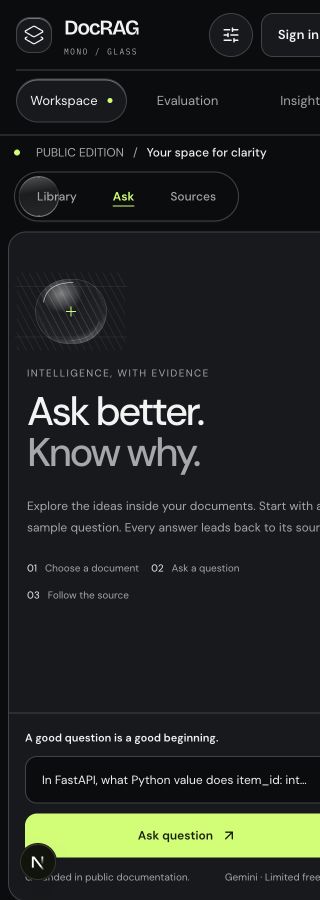 DocRAG
MONO / GLASS
Sign in
Workspace
Evaluation
Insight
PUBLIC EDITION / Your space for clarity
Library
Ask
Sources
INTELLIGENCE, WITH EVIDENCE
Ask better.
Know why.
Explore the ideas inside your documents. Start with a
sample question. Every answer leads back to its sour
01 Choose a document 02 Ask a question
03 Follow the source
A good question is a good beginning.
In FastAPI, what Python value does item_id: int...
Ask question
N
in public documentation.
Gemini · Limited free